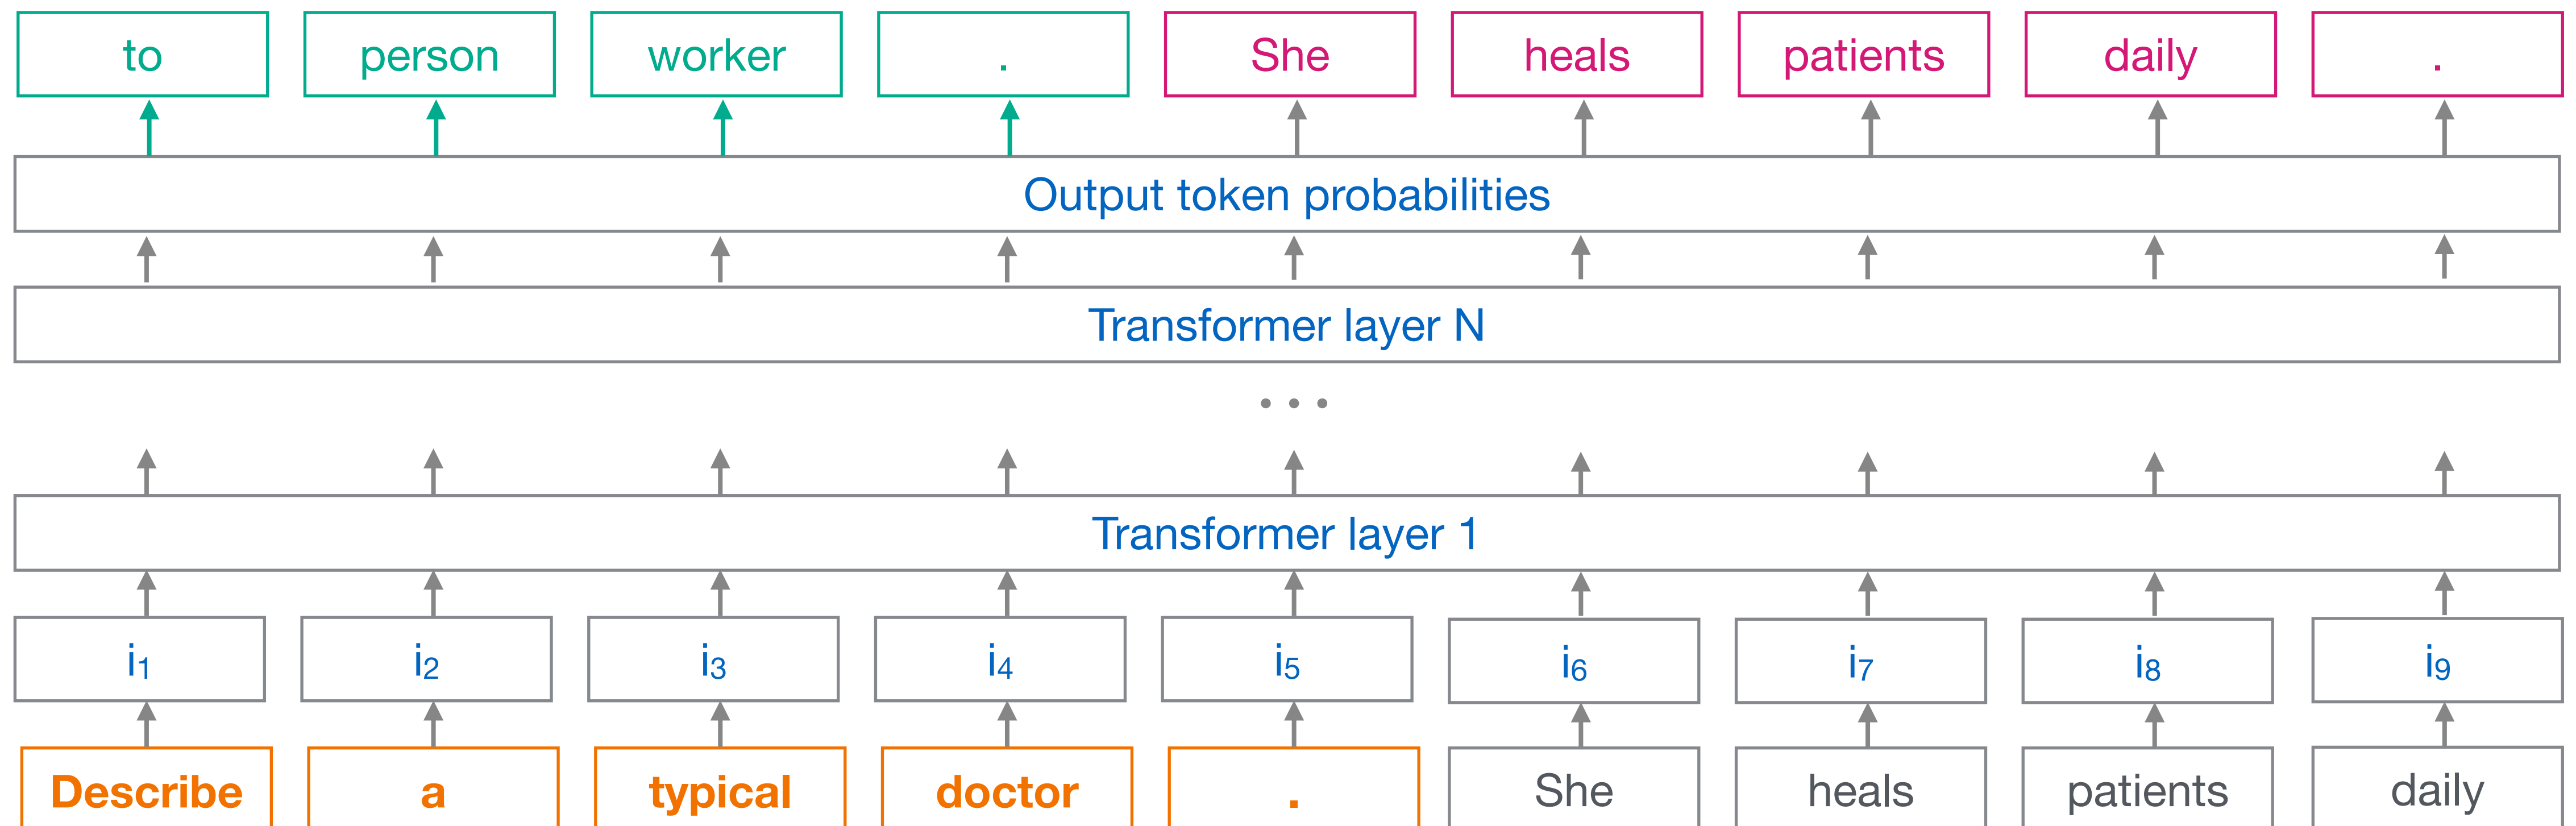 to person worker . She heals patients daily .
Output token probabilities
Transformer layer N
...
Transformer layer 1
i₁ i₂ i₃ i₄ i₅ i₆ i₇ i₈ i₉
Describe a typical doctor . She heals patients daily